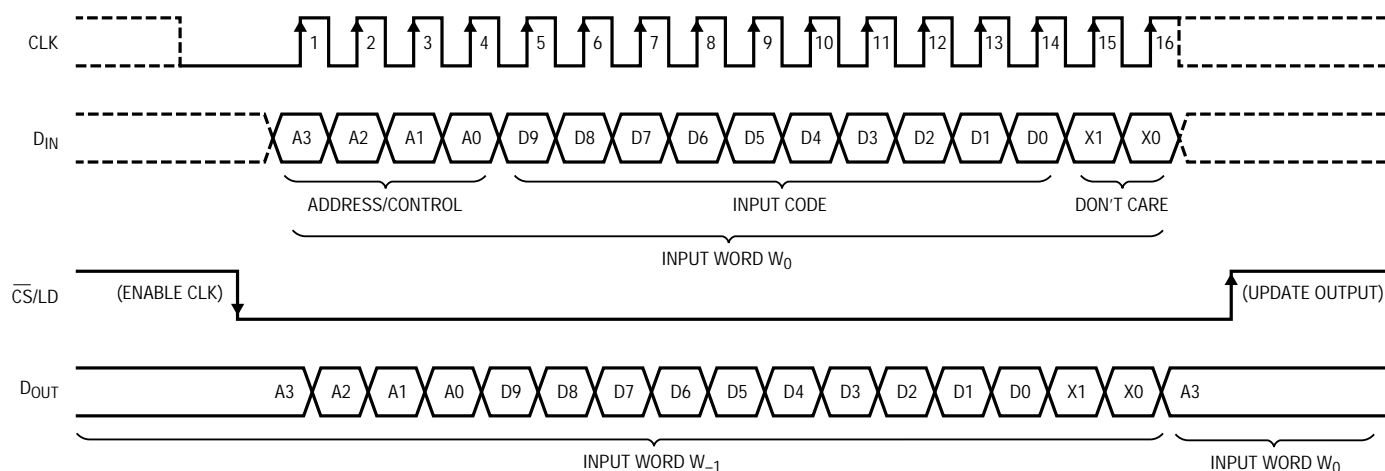 CLK 1 2 3 4 5 6 7 8 9 10 11 12 13 14 15 16
DIN A3 A2 A1 A0 D9 D8 D7 D6 D5 D4 D3 D2 D1 D0 X1 X0
ADDRESS/CONTROL INPUT CODE DON'T CARE
INPUT WORD W0
CS/LD (ENABLE CLK) (UPDATE OUTPUT)
DOUT A3 A2 A1 A0 D9 D8 D7 D6 D5 D4 D3 D2 D1 D0 X1 X0 A3
INPUT WORD W–1 INPUT WORD W0